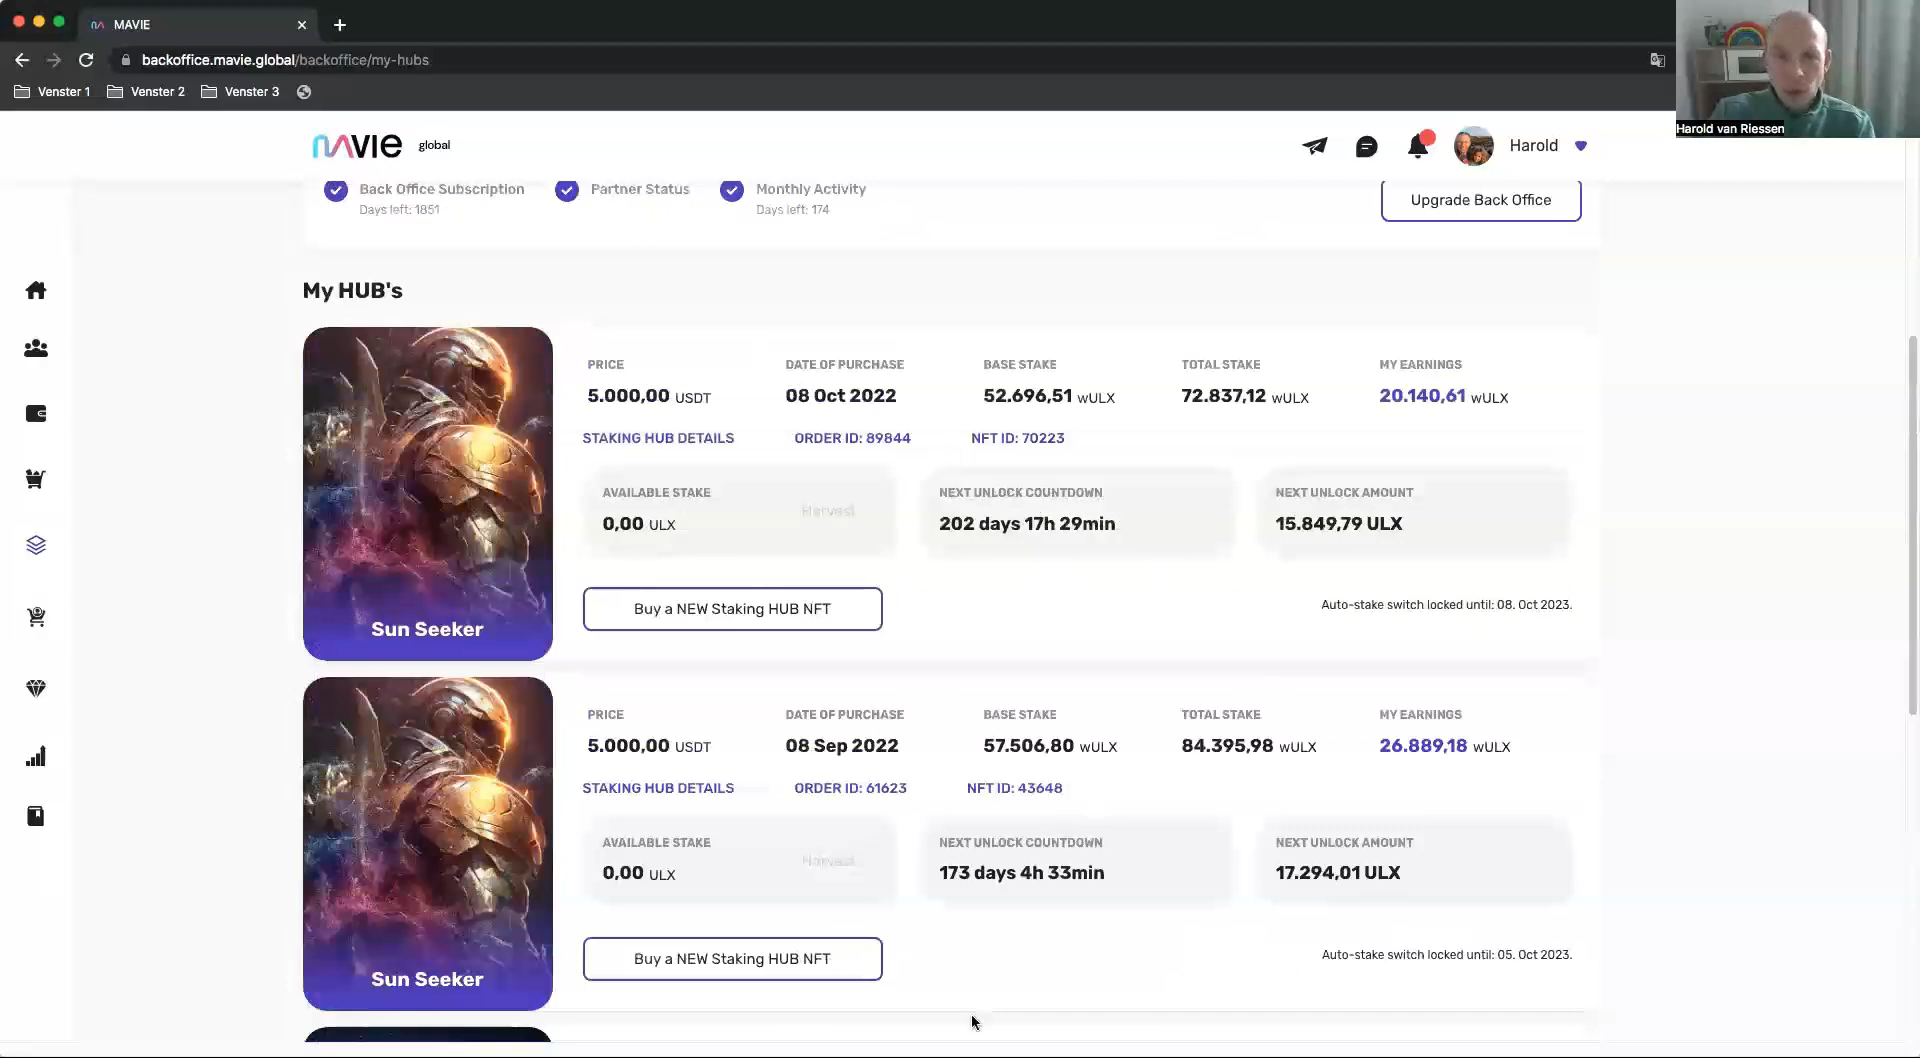 MAVIE
backoffice.mavie.global/backoffice/my-hubs
Venster 1 Venster 2 Venster 3
Harold van Riessen
MAVIE global
Harold
Back Office Subscription
Days left: 1851
Partner Status
Monthly Activity
Days left: 174
Upgrade Back Office
My HUB's
PRICE DATE OF PURCHASE BASE STAKE TOTAL STAKE MY EARNINGS
5.000,00 USDT 08 Oct 2022 52.696,51 wULX 72.837,12 wULX 20.140,61 wULX
STAKING HUB DETAILS ORDER ID: 89844 NFT ID: 70223
AVAILABLE STAKE
0,00 ULX
Harvest
NEXT UNLOCK COUNTDOWN
202 days 17h 29min
NEXT UNLOCK AMOUNT
15.849,79 ULX
Buy a NEW Staking HUB NFT
Auto-stake switch locked until: 08. Oct 2023.
Sun Seeker
PRICE DATE OF PURCHASE BASE STAKE TOTAL STAKE MY EARNINGS
5.000,00 USDT 08 Sep 2022 57.506,80 wULX 84.395,98 wULX 26.889,18 wULX
STAKING HUB DETAILS ORDER ID: 61623 NFT ID: 43648
AVAILABLE STAKE
0,00 ULX
Harvest
NEXT UNLOCK COUNTDOWN
173 days 4h 33min
NEXT UNLOCK AMOUNT
17.294,01 ULX
Buy a NEW Staking HUB NFT
Auto-stake switch locked until: 05. Oct 2023.
Sun Seeker